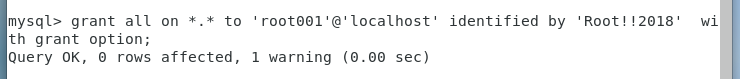 mysql> grant all on *.* to 'root001'@'localhost' identified by 'Root!!2018'  wi
th grant option;
Query OK, 0 rows affected, 1 warning (0.00 sec)